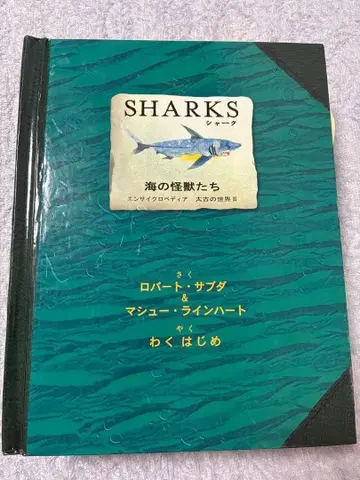 SHARKS
シャーク
海の怪獣たち
エンサイクロペディア 太古の世界 II
さく
ロバート・サブダ
&
マシュー・ラインハート
やく
わく はじめ